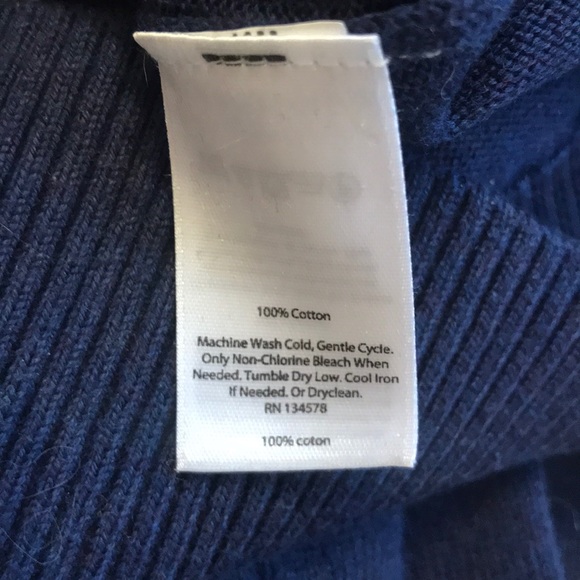 100% Cotton
Machine Wash Cold, Gentle Cycle.
Only Non-Chlorine Bleach When
Needed. Tumble Dry Low. Cool Iron
If Needed. Or Dryclean.
RN 134578
100% coton